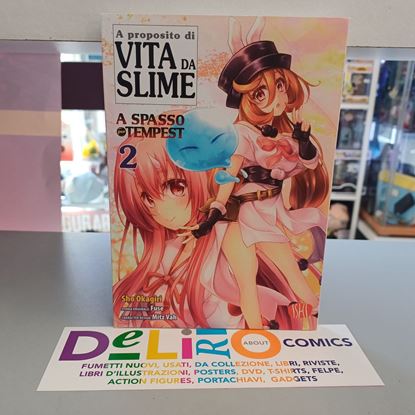 A proposito di
VITA DA
SLIME
A SPASSO
PER TEMPEST
2
Sho Okagiri
Fuse
Mitz Vah
DeLiRiO ABOUT COMICS
FUMETTI NUOVI, USATI, DA COLLEZIONE, LIBRI, RIVISTE,
LIBRI D'ILLUSTRAZIONI, POSTERS, DVD, T-SHIRTS, FELPE,
ACTION FIGURES, PORTACHIAVI, GADGETS